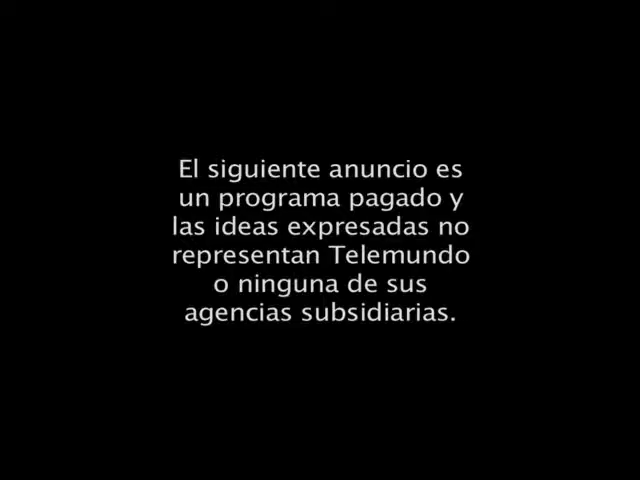 El siguiente anuncio es
un programa pagado y
las ideas expresadas no
representan Telemundo
o ninguna de sus
agencias subsidiarias.